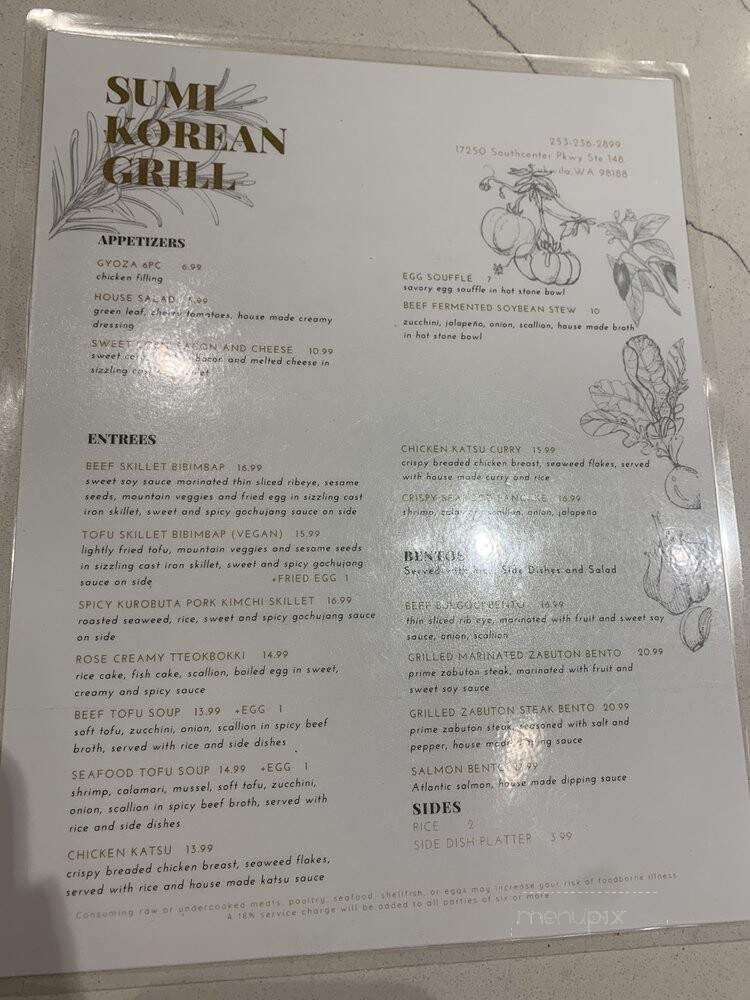 SUMI
KOREAN
GRILL
253-236-2899
17250 Southcenter Pkwy Ste 148
WA 98188
APPETIZERS
GYOZA 6PC 6.99
chicken filling
HOUSE SALAD
green leaf, cherry tomatoes, house made creamy
dressing
SWEET CORN BACON AND CHEESE 10.99
sweet bacon and melted cheese in
sizzling cast
EGG SOUFFLE 7
savory egg souffle in hot stone bowl
BEEF FERMENTED SOYBEAN STEW 10
zucchini, jalapeño, onion, scallion, house made broth
in hot stone bowl
ENTREES
BEEF SKILLET BIBIMBAP 16.99
sweet soy sauce marinated thin sliced ribeye, sesame
seeds, mountain veggies and fried egg in sizzling cast
iron skillet, sweet and spicy gochujang sauce on side
TOFU SKILLET BIBIMBAP (VEGAN) 15.99
lightly fried tofu, mountain veggies and sesame seeds
in sizzling cast iron skillet, sweet and spicy gochujang
sauce on side +FRIED EGG 1
SPICY KUROBUTA PORK KIMCHI SKILLET 16.99
roasted seaweed, rice, sweet and spicy gochujang sauce
on side
ROSE CREAMY TTEOKBOKKI 14.99
rice cake, fish cake, scallion, boiled egg in sweet,
creamy and spicy sauce
BEEF TOFU SOUP 13.99 +EGG 1
soft tofu, zucchini, onion, scallion in spicy beef
broth, served with rice and side dishes
SEAFOOD TOFU SOUP 14.99 +EGG 1
shrimp, calamari, mussel, soft tofu, zucchini,
onion, scallion in spicy beef broth, served with
rice and side dishes
CHICKEN KATSU 13.99
crispy breaded chicken breast, seaweed flakes,
served with rice and house made katsu sauce
CHICKEN KATSU CURRY 15.99
crispy breaded chicken breast, seaweed flakes, served
with house made curry and rice
CRISPY SEAFOOD PANCAKE 16.99
shrimp, calamari, scallion, onion, jalapeño
BENTOS
Served with Rice, Side Dishes and Salad
BEEF BULGOGI BENTO 16.99
thin sliced rib eye, marinated with fruit and sweet soy
sauce, onion, scallion
GRILLED MARINATED ZABUTON BENTO 20.99
prime zabuton steak, marinated with fruit and
sweet soy sauce
GRILLED ZABUTON STEAK BENTO 20.99
prime zabuton steak, seasoned with salt and
pepper, house made dipping sauce
SALMON BENTO
Atlantic salmon, house made dipping sauce
SIDES
RICE 2
SIDE DISH PLATTER 3.99
Consuming raw or undercooked meats, poultry, seafood, shellfish, or eggs may increase your risk of foodborne illness
A 18% service charge will be added to all parties of six or more
menupix